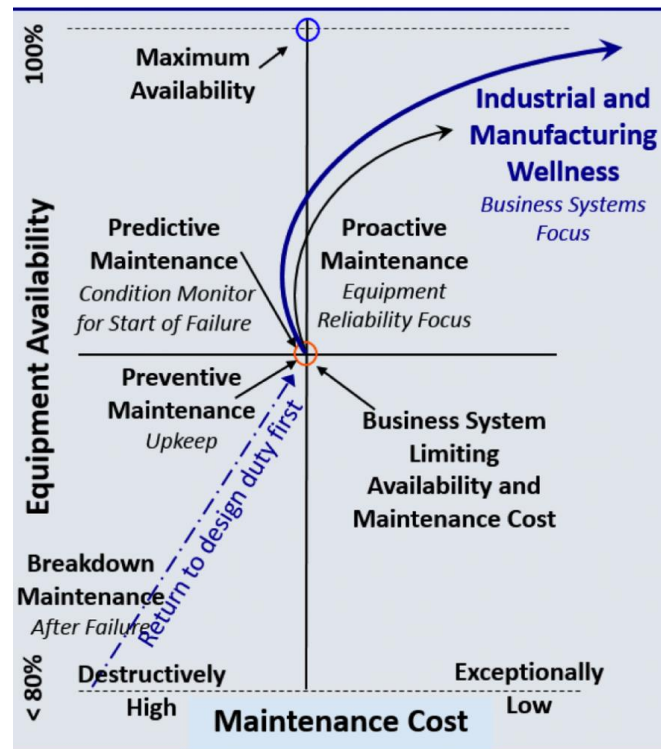 100%
Maximum
Availability
Industrial and
Manufacturing
Wellness
Business Systems
Focus
Equipment Availability
Predictive
Maintenance
Condition Monitor
for Start of Failure
Proactive
Maintenance
Equipment
Reliability Focus
Preventive
Maintenance
Upkeep
Business System
Limiting
Availability and
Maintenance Cost
Return to design duty first
Breakdown
Maintenance
After Failure
< 80%
Destructively
High
Exceptionally
Low
Maintenance Cost